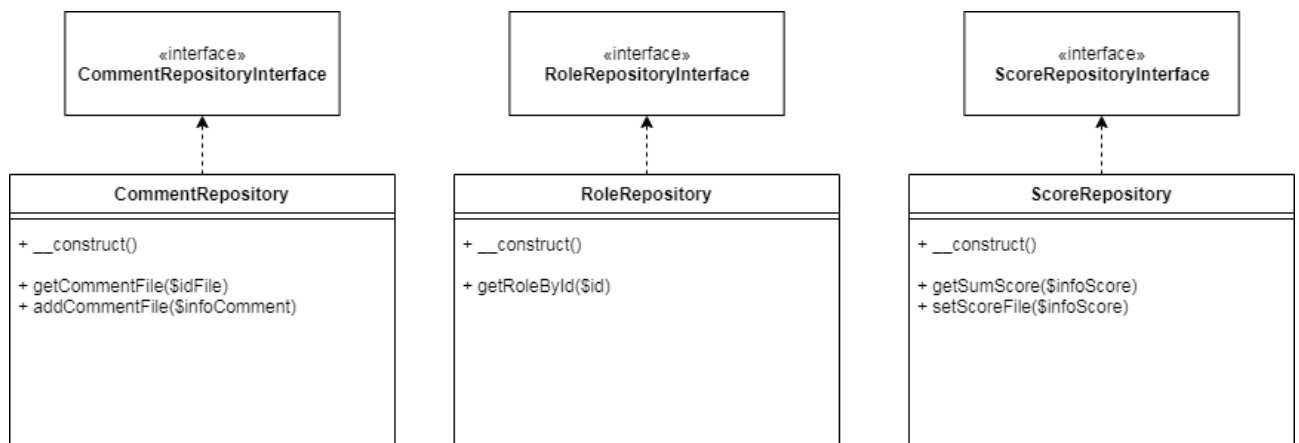 «interface»
CommentRepositoryInterface
«interface»
RoleRepositoryInterface
«interface»
ScoreRepositoryInterface
CommentRepository
+ __construct()
+ getCommentFile($idFile)
+ addCommentFile($infoComment)
RoleRepository
+ __construct()
+ getRoleById($id)
ScoreRepository
+ __construct()
+ getSumScore($infoScore)
+ setScoreFile($infoScore)